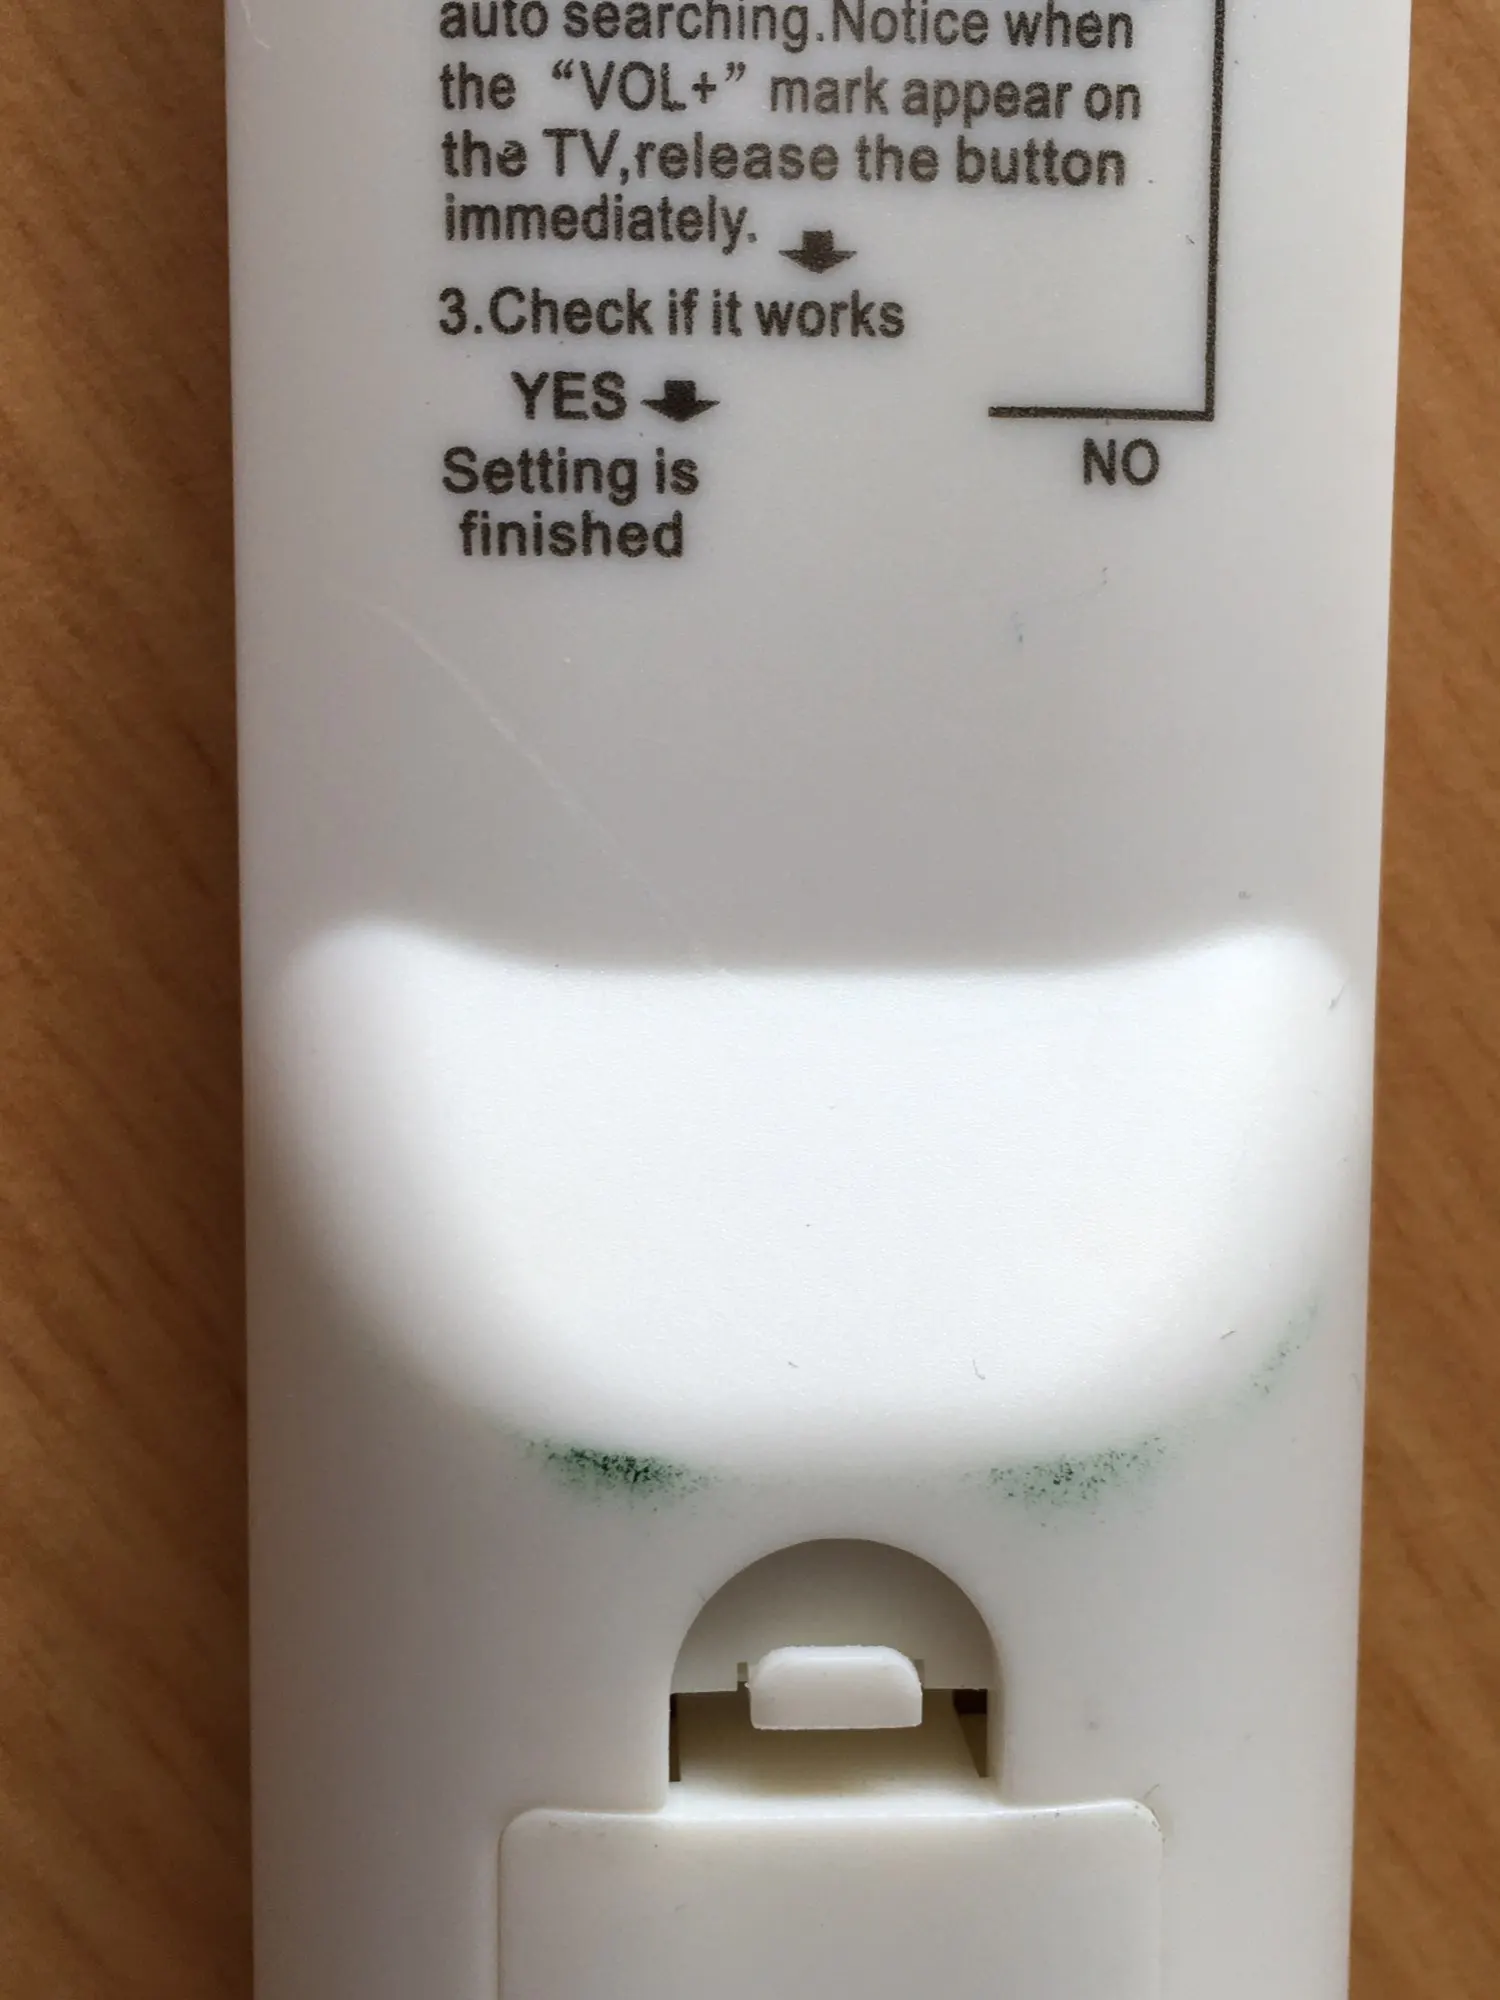 auto searching.Notice when
the “VOL+” mark appear on
the TV,release the button
immediately.
3.Check if it works
YES
NO
Setting is
finished